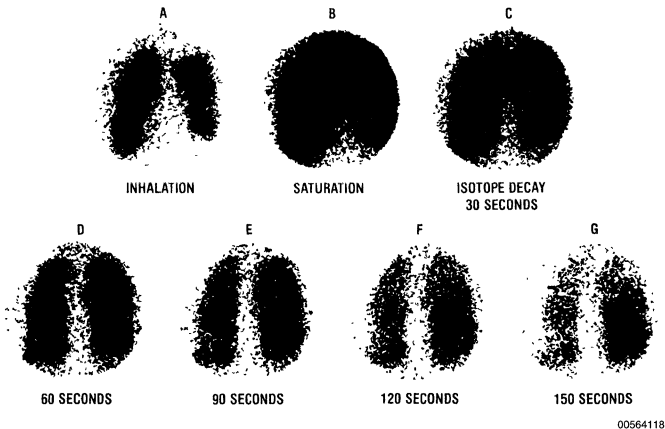 A
B
C
INHALATION
SATURATION
ISOTOPE DECAY
30 SECONDS
D
E
F
G
60 SECONDS
90 SECONDS
120 SECONDS
150 SECONDS
00564118